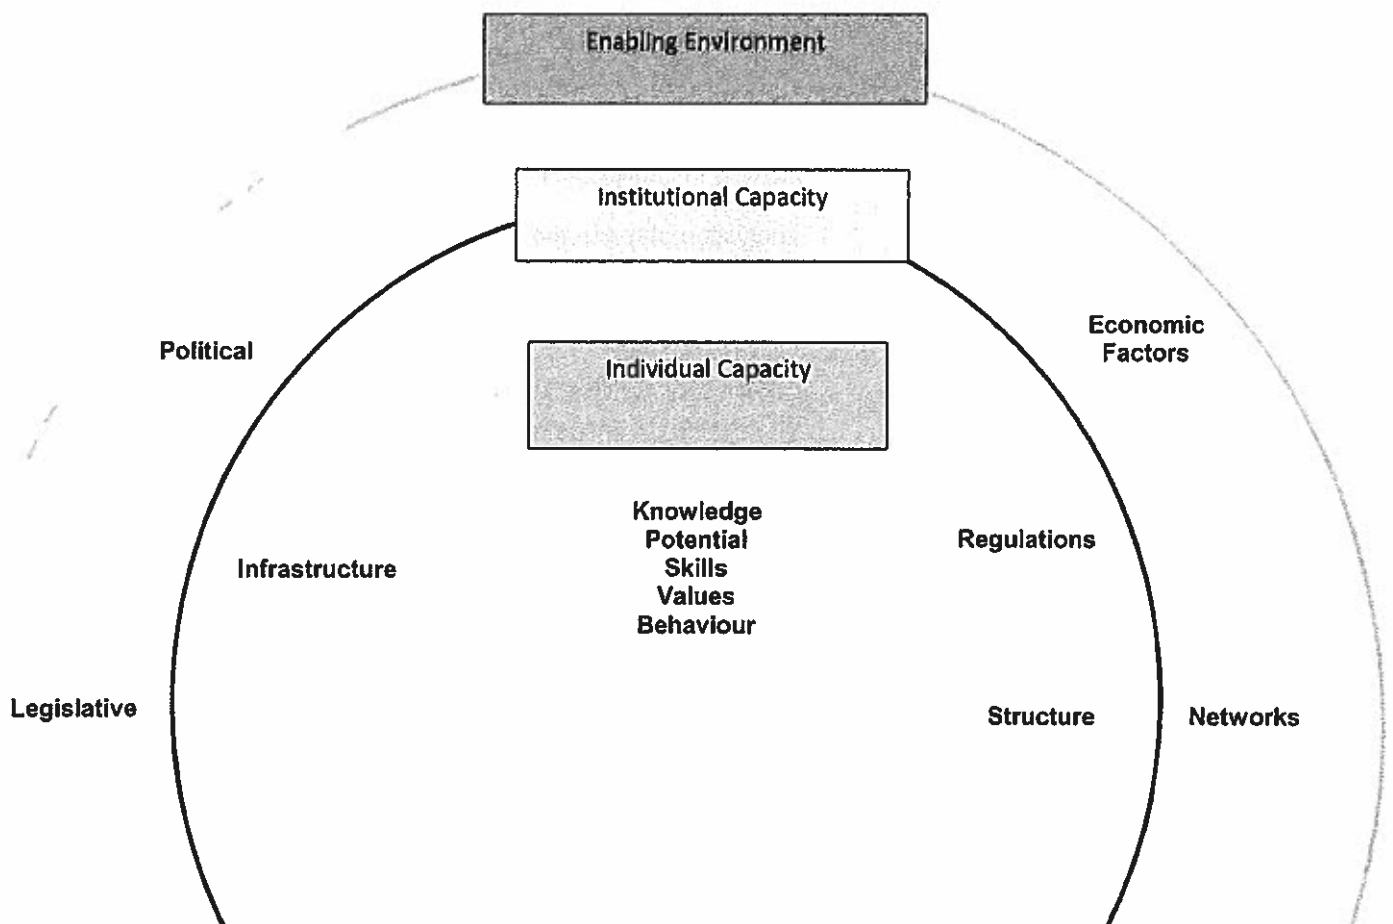 Enabling Environment
Institutional Capacity
Economic
Factors
Political
Individual Capacity
Knowledge
Potential
Skills
Values
Behaviour
Regulations
Infrastructure
Legislative
Structure
Networks